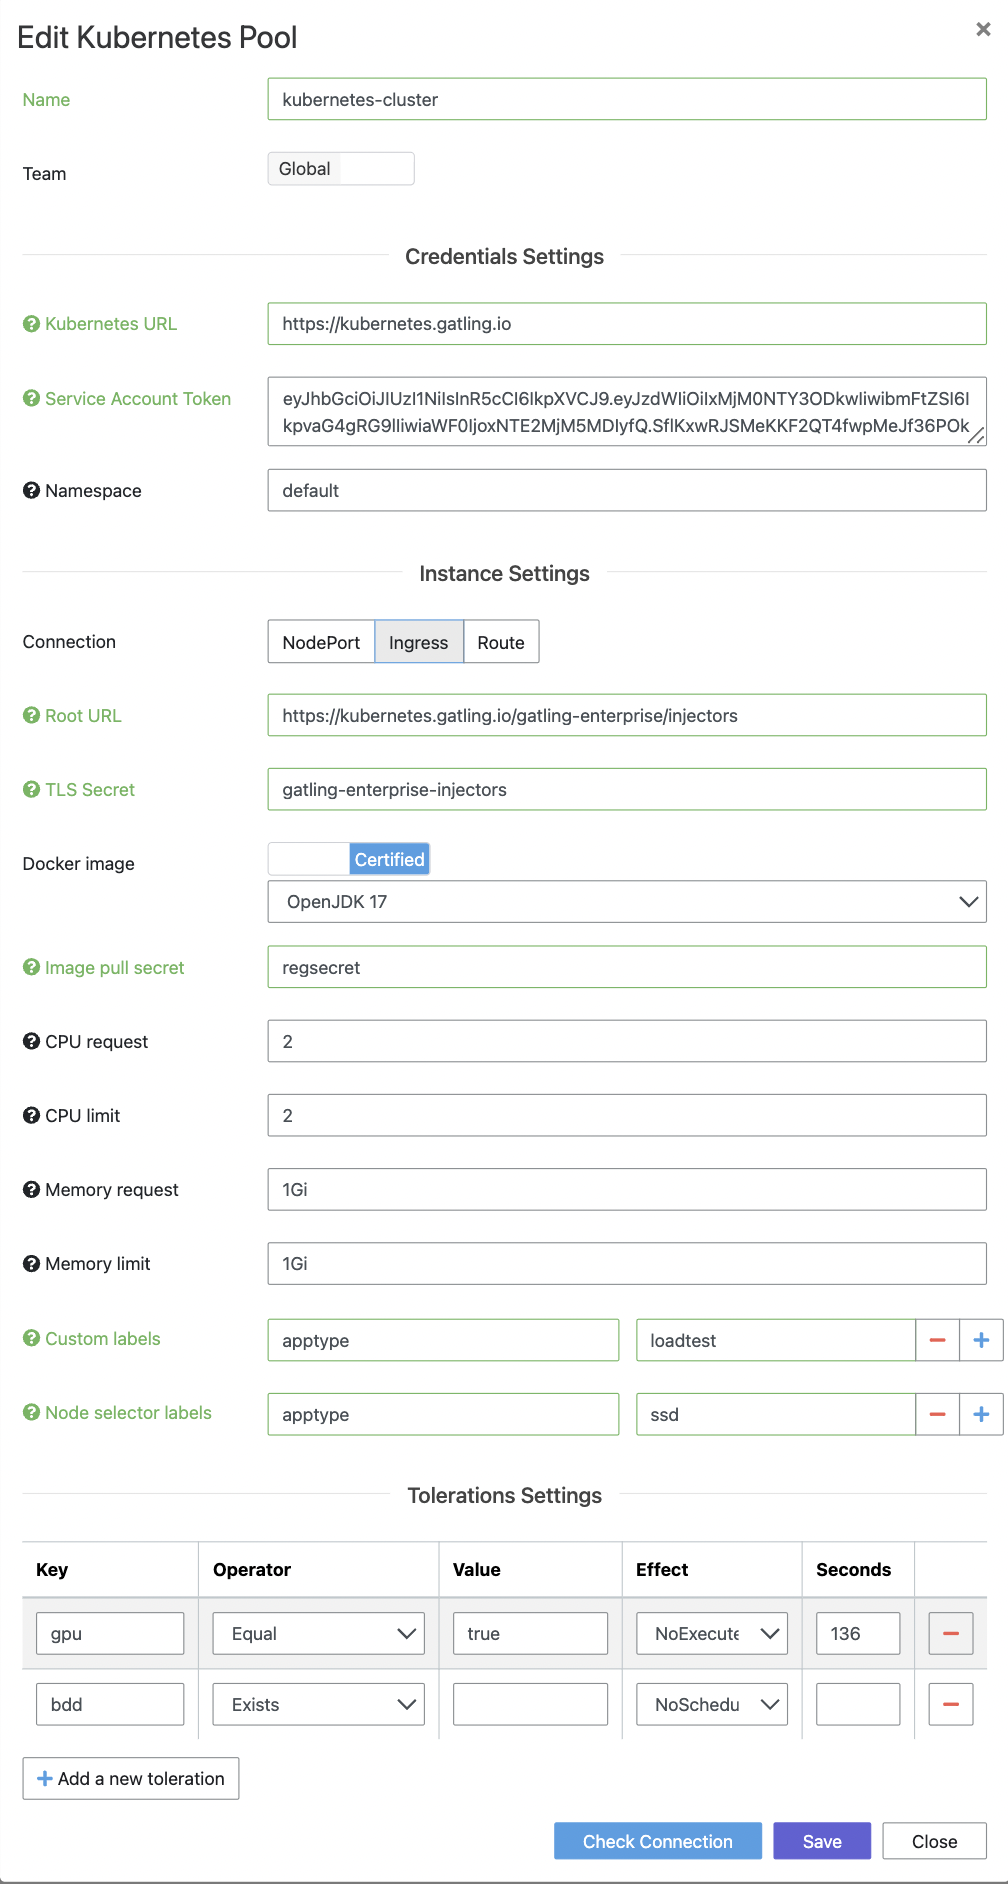 Edit Kubernetes Pool
×
Name
kubernetes-cluster
Team
Global
Credentials Settings
Kubernetes URL
https://kubernetes.gatling.io
Service Account Token
eyJhbGciOiJIUzI1NiIsInR5cCI6IkpXVCJ9.eyJzdWIiOiIxMjM0NTY3ODkwIiwibmFtZSI6I
kpvaG4gRG9lIiwiaWF0IjoxNTE2MjM5MDIyfQ.SflKxwRJSMeKKF2QT4fwpMeJf36POk
Namespace
default
Instance Settings
Connection
NodePort Ingress Route
Root URL
https://kubernetes.gatling.io/gatling-enterprise/injectors
TLS Secret
gatling-enterprise-injectors
Docker image
Certified
OpenJDK 17
Image pull secret
regsecret
CPU request
2
CPU limit
2
Memory request
1Gi
Memory limit
1Gi
Custom labels
apptype loadtest
Node selector labels
apptype ssd
Tolerations Settings
Key Operator Value Effect Seconds
gpu Equal true NoExecute 136
bdd Exists NoSchedu
+ Add a new toleration
Check Connection Save Close